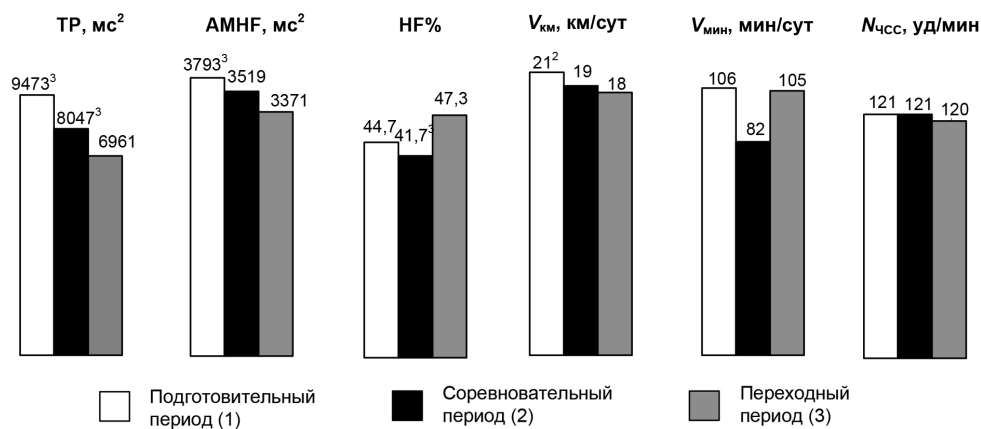 TP, мс² AMHF, мс² HF% Vкм, км/сут Vмин, мин/сут NЧСС, уд/мин
9473³ 8047³ 6961
3793³ 3519 3371
44,7 41,7³ 47,3
21² 19 18
106 82 105
121 121 120
Подготовительный
период (1)
Соревновательный
период (2)
Переходный
период (3)